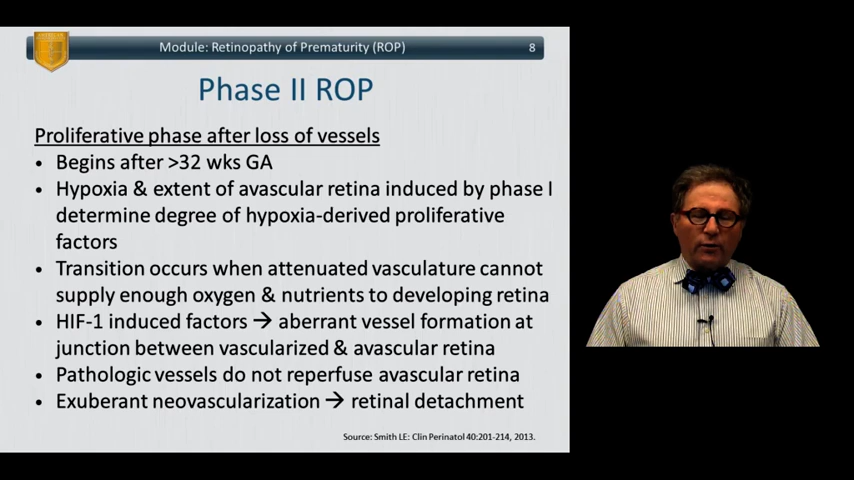 Module: Retinopathy of Prematurity (ROP) 8
Phase II ROP
Proliferative phase after loss of vessels
• Begins after >32 wks GA
• Hypoxia & extent of avascular retina induced by phase I
determine degree of hypoxia-derived proliferative
factors
• Transition occurs when attenuated vasculature cannot
supply enough oxygen & nutrients to developing retina
• HIF-1 induced factors → aberrant vessel formation at
junction between vascularized & avascular retina
• Pathologic vessels do not reperfuse avascular retina
• Exuberant neovascularization → retinal detachment
Source: Smith LE: Clin Perinatol 40:201-214, 2013.